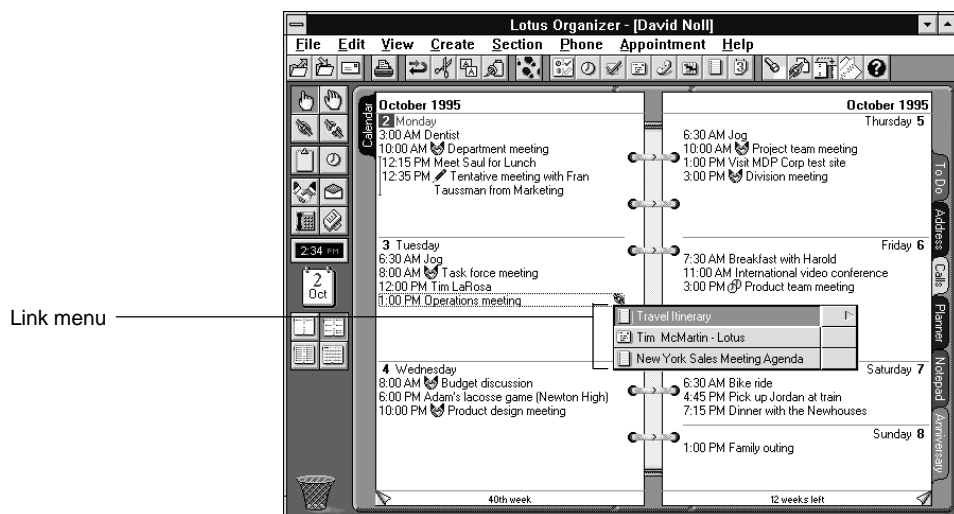 Lotus Organizer - [David Noll]
File Edit View Create Section Phone Appointment Help
Calendar
October 1995
2 Monday
3:00 AM Dentist
10:00 AM Department meeting
12:15 PM Meet Saul for Lunch
12:35 PM Tentative meeting with Fran
Taussman from Marketing
3 Tuesday
6:30 AM Jog
8:00 AM Task force meeting
12:00 PM Tim LaRosa
1:00 PM Operations meeting
4 Wednesday
8:00 AM Budget discussion
6:00 PM Adam's lacosse game (Newton High)
10:00 PM Product design meeting
40th week
October 1995
Thursday 5
6:30 AM Jog
10:00 AM Project team meeting
1:00 PM Visit MDP Corp test site
3:00 PM Division meeting
Friday 6
7:30 AM Breakfast with Harold
11:00 AM International video conference
3:00 PM Product team meeting
Travel Itinerary
Tim McMartin - Lotus
New York Sales Meeting Agenda
Saturday 7
6:30 AM Bike ride
4:45 PM Pick up Jordan at train
7:15 PM Dinner with the Newhouses
Sunday 8
1:00 PM Family outing
12 weeks left
To Do
Address
Calls
Planner
Notepad
Anniversary
2:34 PM
2
Oct
Link menu